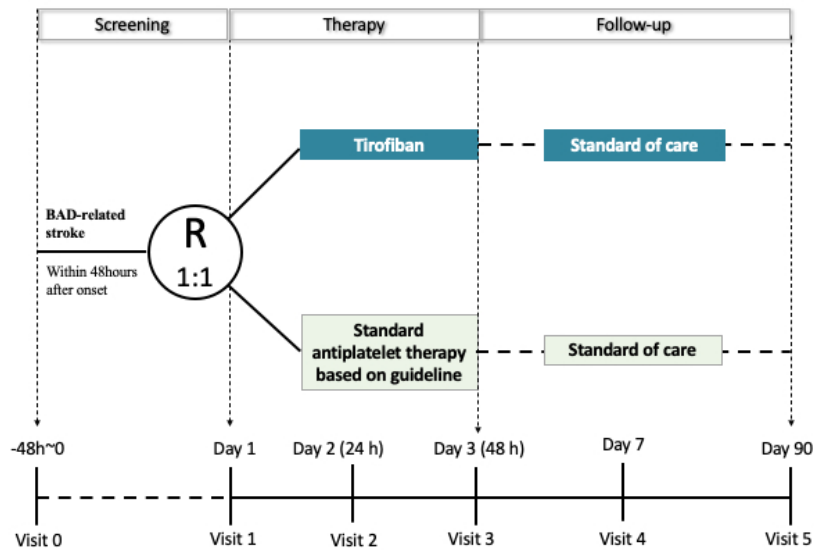 Screening
Therapy
Follow-up
Tirofiban
Standard of care
BAD-related
stroke
Within 48hours
after onset
R
1:1
Standard
antiplatelet therapy
based on guideline
Standard of care
-48h~0
Day 1
Day 2 (24 h)
Day 3 (48 h)
Day 7
Day 90
Visit 0
Visit 1
Visit 2
Visit 3
Visit 4
Visit 5